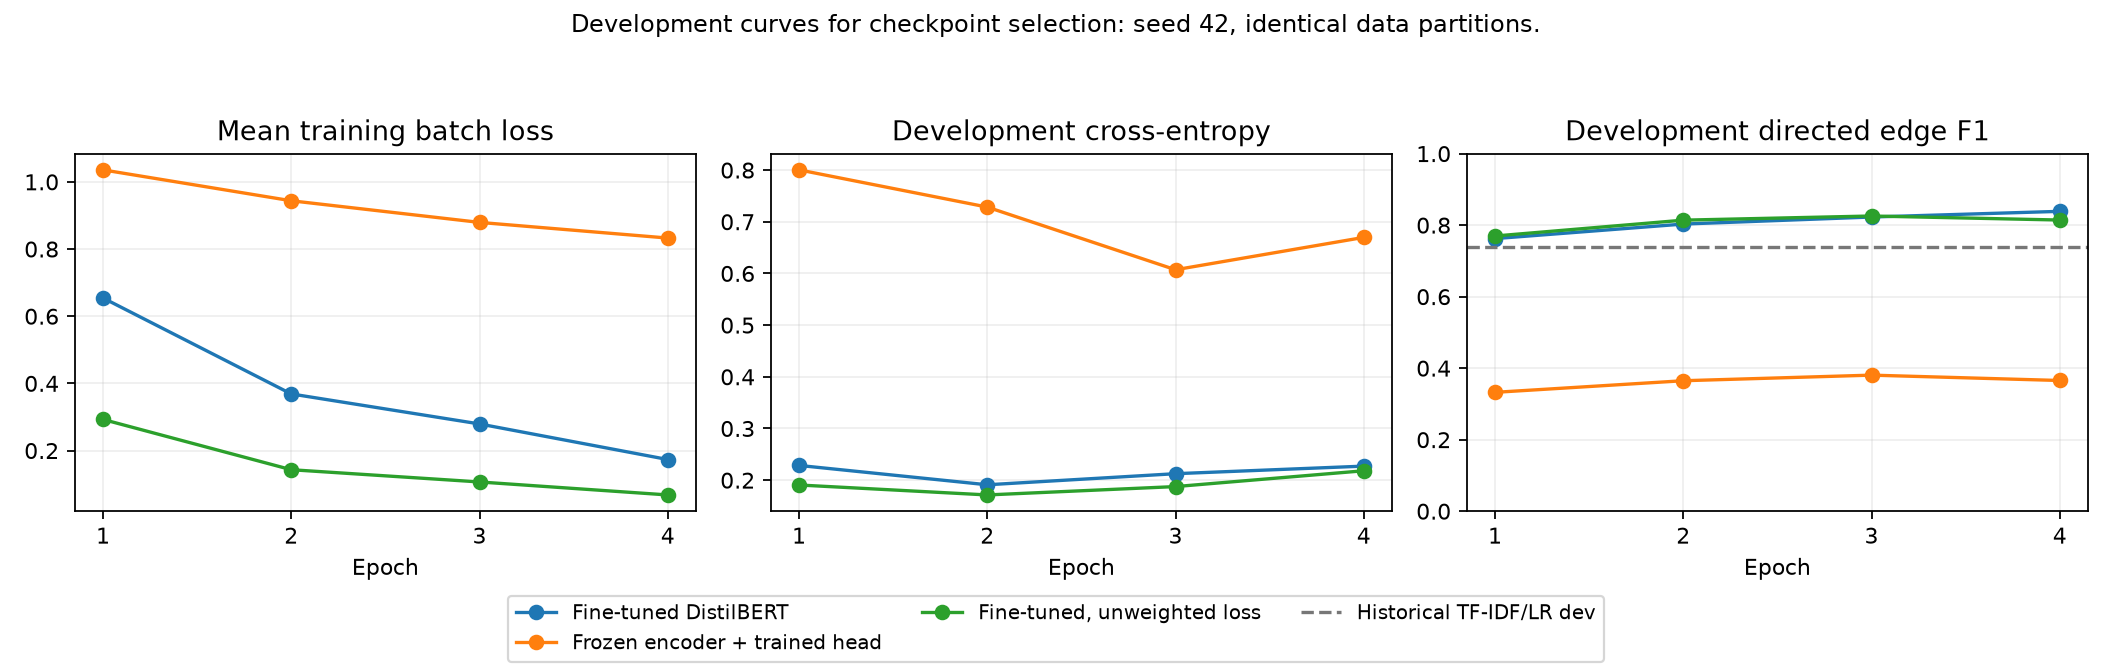 Development curves for checkpoint selection: seed 42, identical data partitions.
Mean training batch loss
1.0
0.8
0.6
0.4
0.2
1 2 3 4
Epoch
Development cross-entropy
0.8
0.7
0.6
0.5
0.4
0.3
0.2
1 2 3 4
Epoch
Development directed edge F1
1.0
0.8
0.6
0.4
0.2
0.0
1 2 3 4
Epoch
Fine-tuned DistilBERT
Frozen encoder + trained head
Fine-tuned, unweighted loss
Historical TF-IDF/LR dev